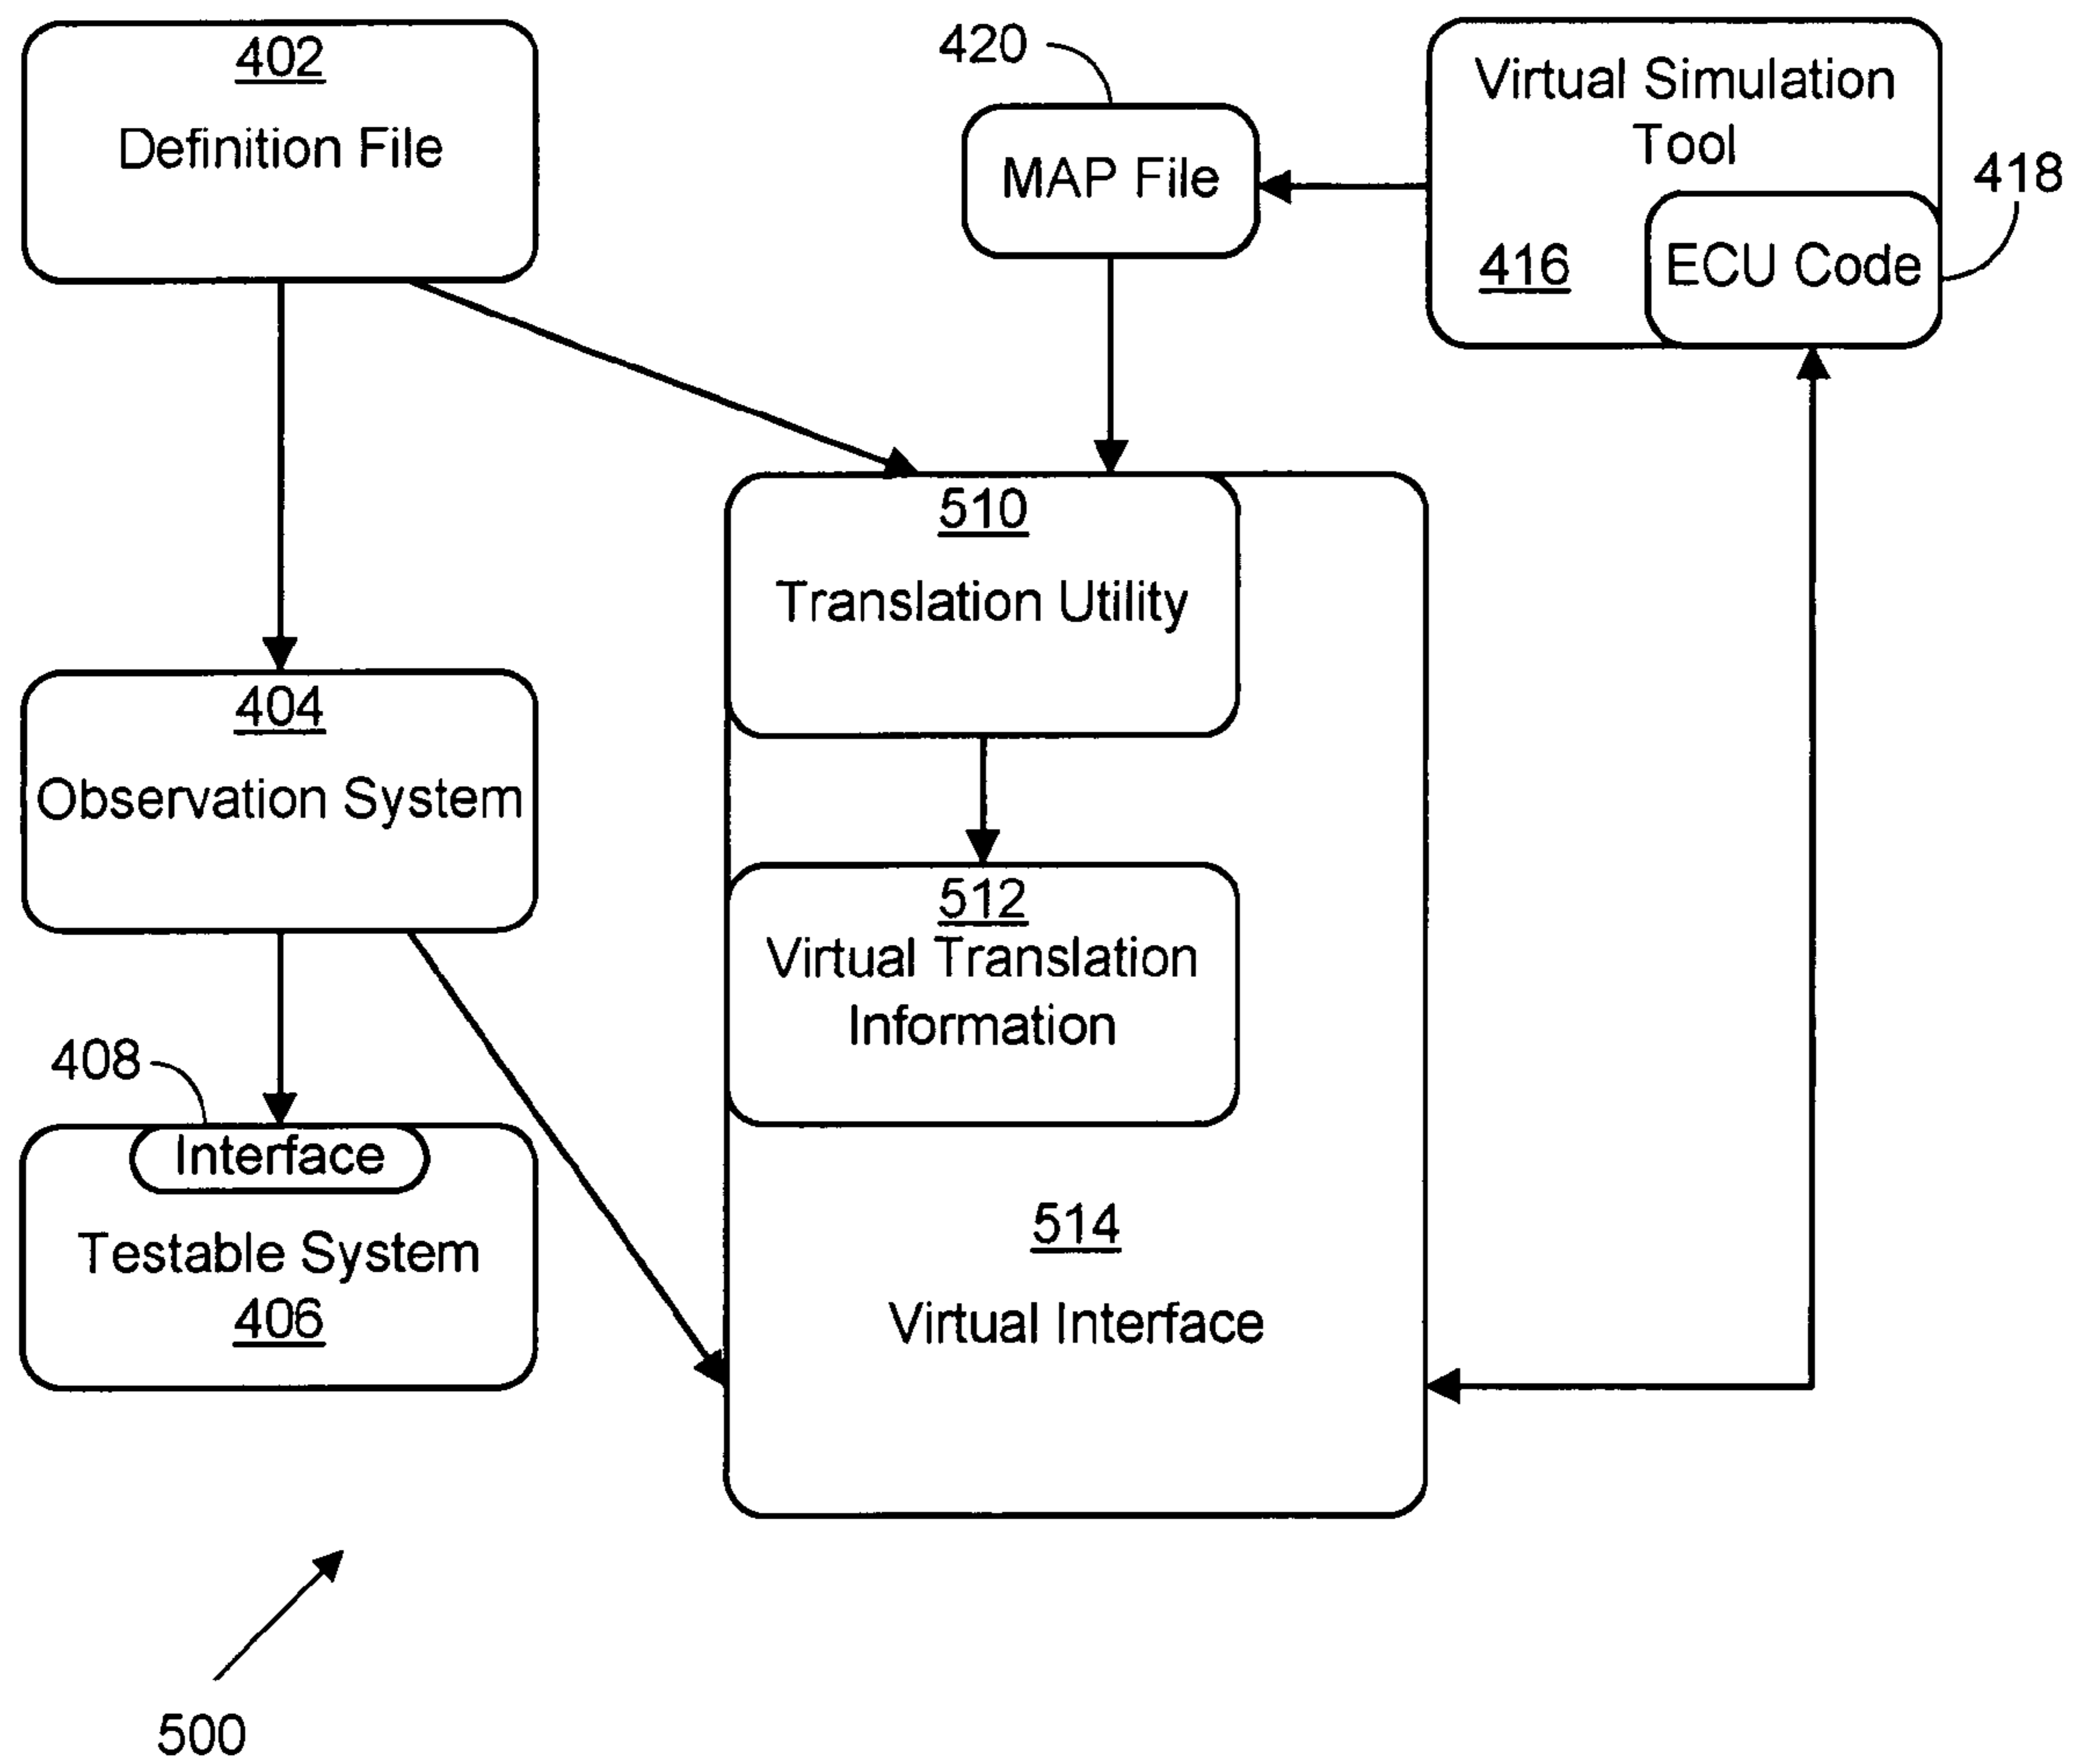 402
Definition File
420
MAP File
Virtual Simulation
Tool
418
416
ECU Code
510
Translation Utility
404
Observation System
512
Virtual Translation
Information
408
Interface
Testable System
406
514
Virtual Interface
500